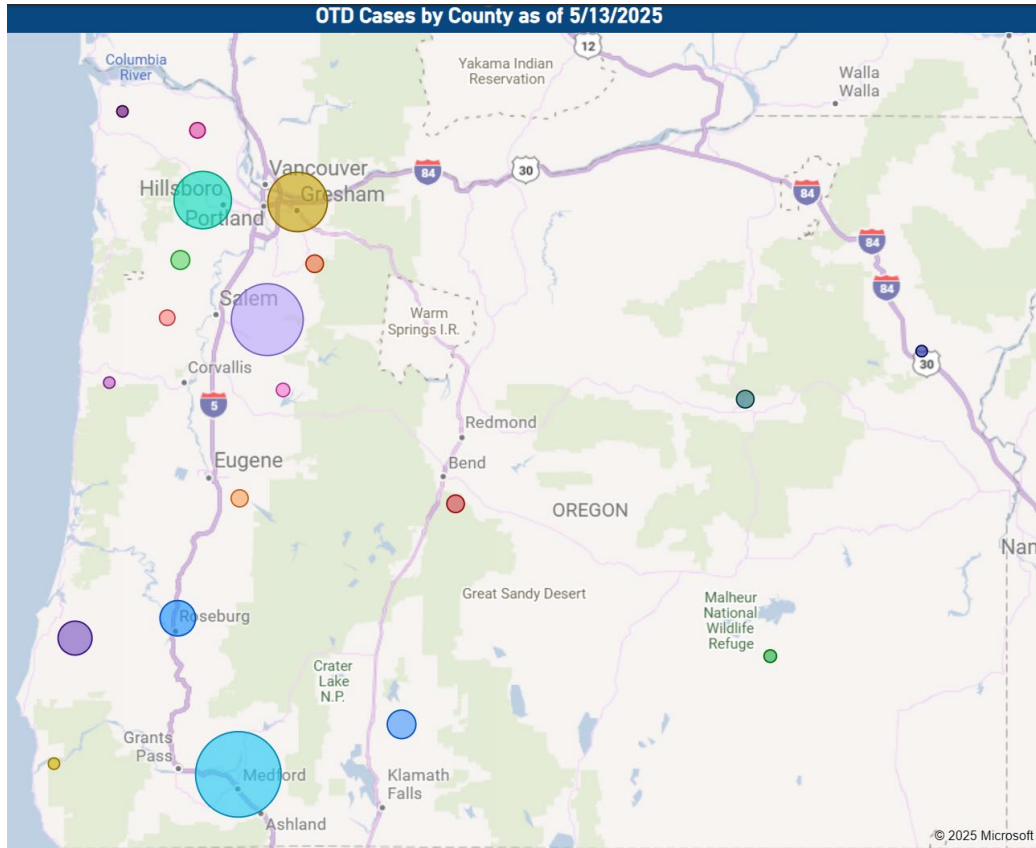 OTD Cases by County as of 5/13/2025
12
Columbia
River
Yakama Indian
Reservation
Walla
Walla
Vancouver
84
30
Hillsboro
Gresham
84
Portland
84
84
Salem
Warm
Springs I.R.
30
Corvallis
5
Redmond
Eugene
Bend
OREGON
Nan
Great Sandy Desert
Malheur
National
Wildlife
Refuge
Roseburg
Crater
Lake
N.P.
Grants
Pass
Medford
Klamath
Falls
Ashland
© 2025 Microsoft